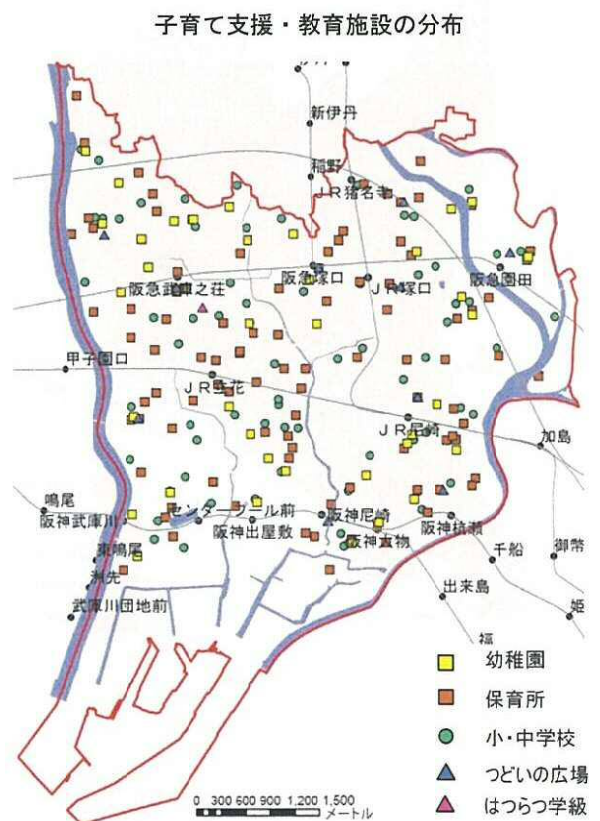 子育て支援・教育施設の分布
新伊丹
稲野
JR猪名寺
阪急塚口
阪急園田
阪急武庫之荘
JR塚口
甲子園口
JR立花
JR尼崎
加島
鳴尾
センタープール前
阪神尼崎
阪神武庫川
阪神出屋敷
阪神大物
阪神杭瀬
東鳴尾
千船
御幣
洲先
出来島
武庫川団地前
姫
福
幼稚園
保育所
小・中学校
つどいの広場
はつらつ学級
0 300 600 900 1,200 1,500
メートル